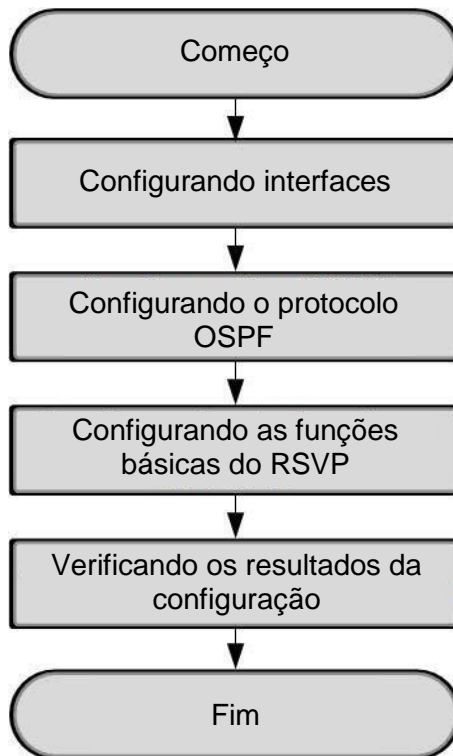 Começo
Configurando interfaces
Configurando o protocolo
OSPF
Configurando as funções
básicas do RSVP
Verificando os resultados da
configuração
Fim